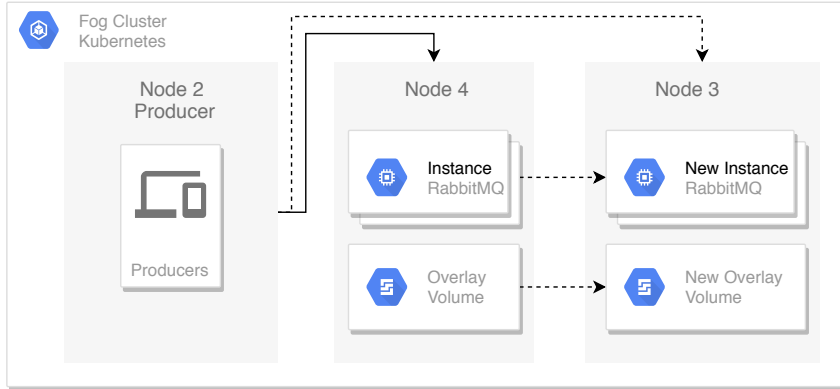 Fog Cluster
Kubernetes
Node 2
Producer
Producers
Node 4
Instance
RabbitMQ
Overlay
Volume
Node 3
New Instance
RabbitMQ
New Overlay
Volume